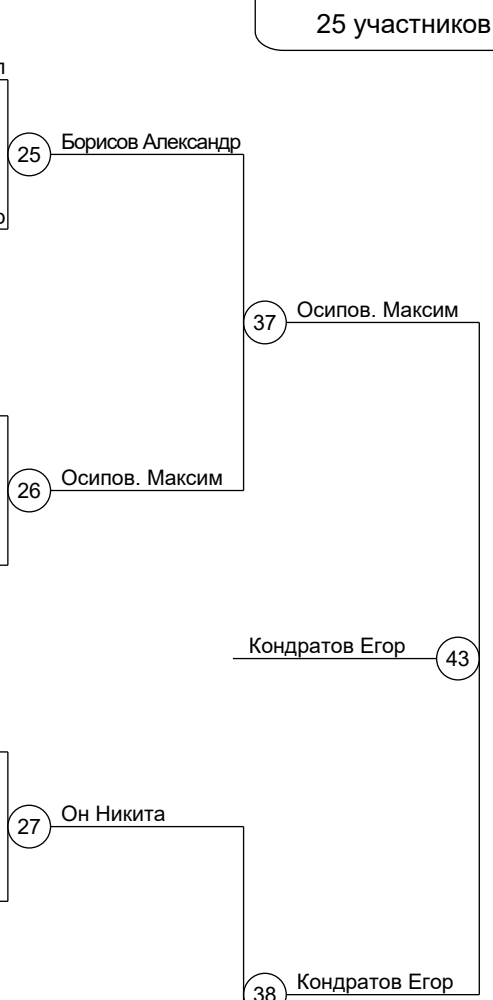 25 участников
25
Борисов Александр
37
Осипов. Максим
26
Осипов. Максим
Кондратов Егор
43
27
Он Никита
38
Кондратов Егор